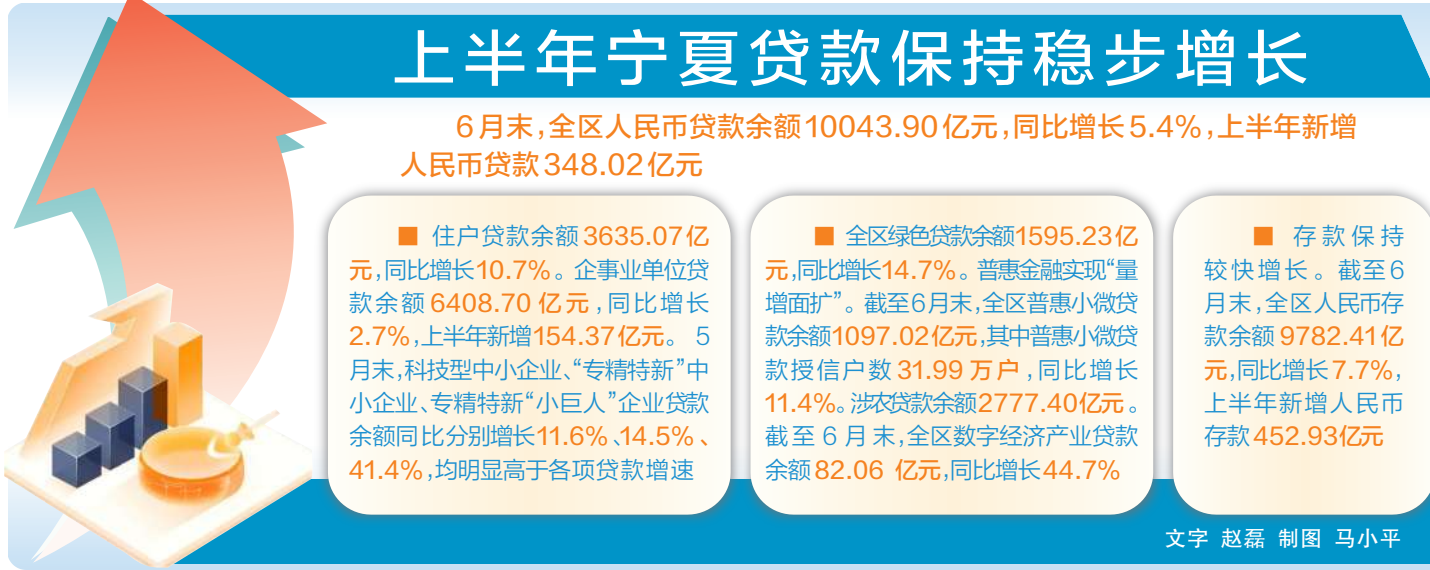 上半年宁夏贷款保持稳步增长
6月末,全区人民币贷款余额10043.90亿元,同比增长5.4%,上半年新增
人民币贷款348.02亿元
■ 住户贷款余额3635.07亿
元,同比增长10.7%。企事业单位贷
款余额6408.70亿元,同比增长
2.7%,上半年新增154.37亿元。 5
月末,科技型中小企业、“专精特新”中
小企业、专精特新“小巨人”企业贷款
余额同比分别增长11.6%、14.5%、
41.4%,均明显高于各项贷款增速
■ 全区绿色贷款余额1595.23亿
元,同比增长14.7%。普惠金融实现“量
增面扩”。截至6月末,全区普惠小微贷
款余额1097.02亿元,其中普惠小微贷
款授信户数31.99万户,同比增长
11.4%。涉农贷款余额2777.40亿元。
截至6月末,全区数字经济产业贷款
余额82.06 亿元,同比增长44.7%
■ 存款保持
较快增长。截至6
月末,全区人民币存
款余额9782.41亿
元,同比增长7.7%,
上半年新增人民币
存款452.93亿元
文字 赵磊 制图 马小平